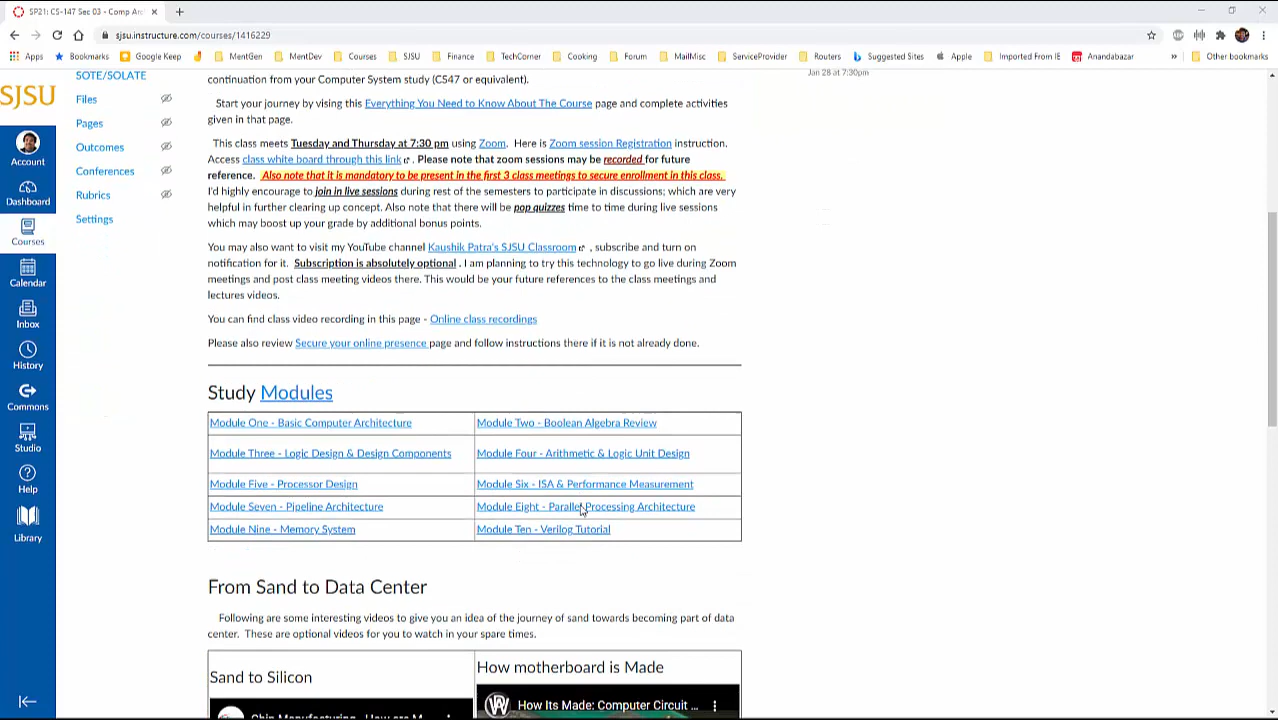 SP21: CS-147 Sec 03 - Comp Arc
sjsu.instructure.com/courses/1416229
Apps Bookmarks Google Keep MentGen MentDev Courses SJSU Finance TechCorner Cooking Forum MailMisc ServiceProvider Routers Suggested Sites Apple Imported From IE Anandabazar » Other bookmarks
SJSU
Account
Dashboard
Courses
Calendar
Inbox
History
Commons
Studio
Help
Library
SOTE/SOLATE
Files
Pages
Outcomes
Conferences
Rubrics
Settings
continuation from your Computer System study (CS47 or equivalent).
Jan 28 at 7:30pm
Start your journey by vising this Everything You Need to Know About The Course page and complete activities
given in that page.
This class meets Tuesday and Thursday at 7:30 pm using Zoom. Here is Zoom session Registration instruction.
Access class white board through this link . Please note that zoom sessions may be recorded for future
reference. Also note that it is mandatory to be present in the first 3 class meetings to secure enrollment in this class.
I'd highly encourage to join in live sessions during rest of the semesters to participate in discussions; which are very
helpful in further clearing up concept. Also note that there will be pop quizzes time to time during live sessions
which may boost up your grade by additional bonus points.
You may also want to visit my YouTube channel Kaushik Patra's SJSU Classroom , subscribe and turn on
notification for it. Subscription is absolutely optional . I am planning to try this technology to go live during Zoom
meetings and post class meeting videos there. This would be your future references to the class meetings and
lectures videos.
You can find class video recording in this page - Online class recordings
Please also review Secure your online presence page and follow instructions there if it is not already done.
Study Modules
Module One - Basic Computer Architecture
Module Two - Boolean Algebra Review
Module Three - Logic Design & Design Components
Module Four - Arithmetic & Logic Unit Design
Module Five - Processor Design
Module Six - ISA & Performance Measurement
Module Seven - Pipeline Architecture
Module Eight - Parallel Processing Architecture
Module Nine - Memory System
Module Ten - Verilog Tutorial
From Sand to Data Center
Following are some interesting videos to give you an idea of the journey of sand towards becoming part of data
center. These are optional videos for you to watch in your spare times.
Sand to Silicon
How motherboard is Made
Chip Manufacturing - How are M
How Its Made: Computer Circuit ...